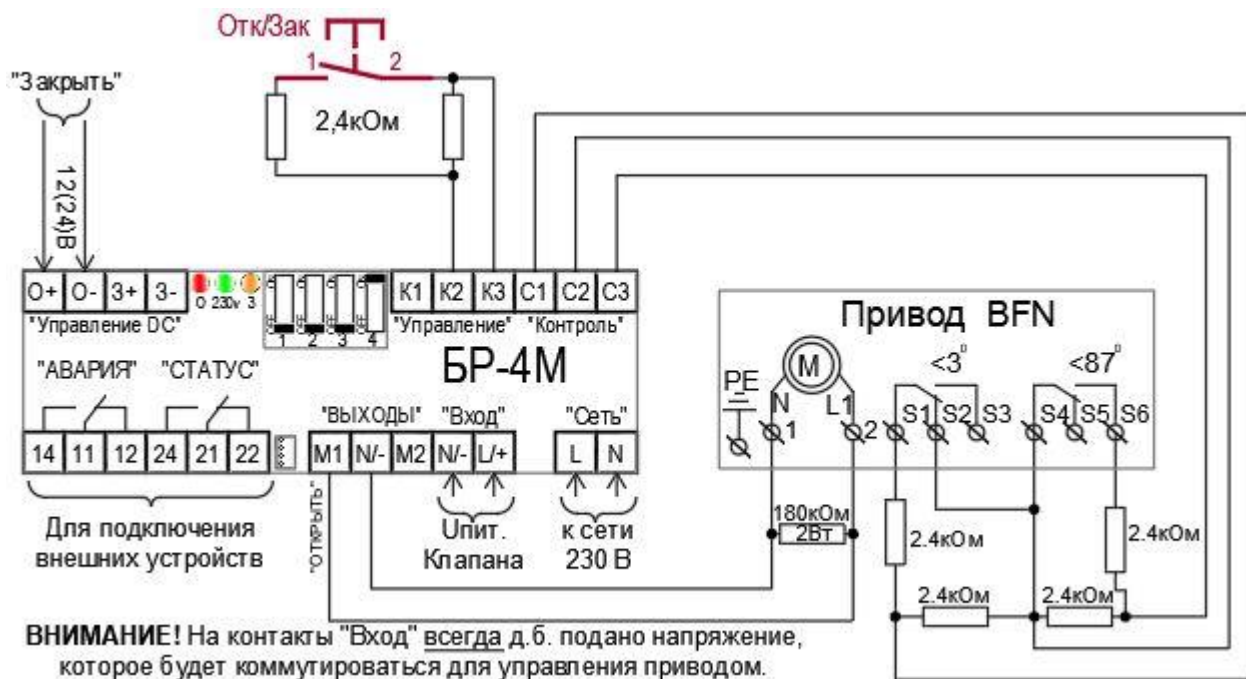 Отк/Зак
1 2
"Закрыть"
2,4кОм
12(24)В
О+ О- З+ З-
О 230v З
1 2 3 4
К1 К2 К3 С1 С2 С3
"Управление DC"
"Управление" "Контроль"
Привод BFN
БР-4М
"АВАРИЯ" "СТАТУС"
"ВЫХОДЫ" "Вход" "Сеть"
PE
N M L1
<3⁰
<87⁰
1 2 S1 S2 S3 S4 S5 S6
14 11 12 24 21 22
M1 N/- M2 N/- L/+ L N
"ОТКРЫТЬ"
Для подключения
внешних устройств
Uпит.
Клапана
к сети
230 В
180кОм
2Вт
2.4кОм
2.4кОм
2.4кОм 2.4кОм
ВНИМАНИЕ! На контакты "Вход" всегда д.б. подано напряжение,
которое будет коммутироваться для управления приводом.